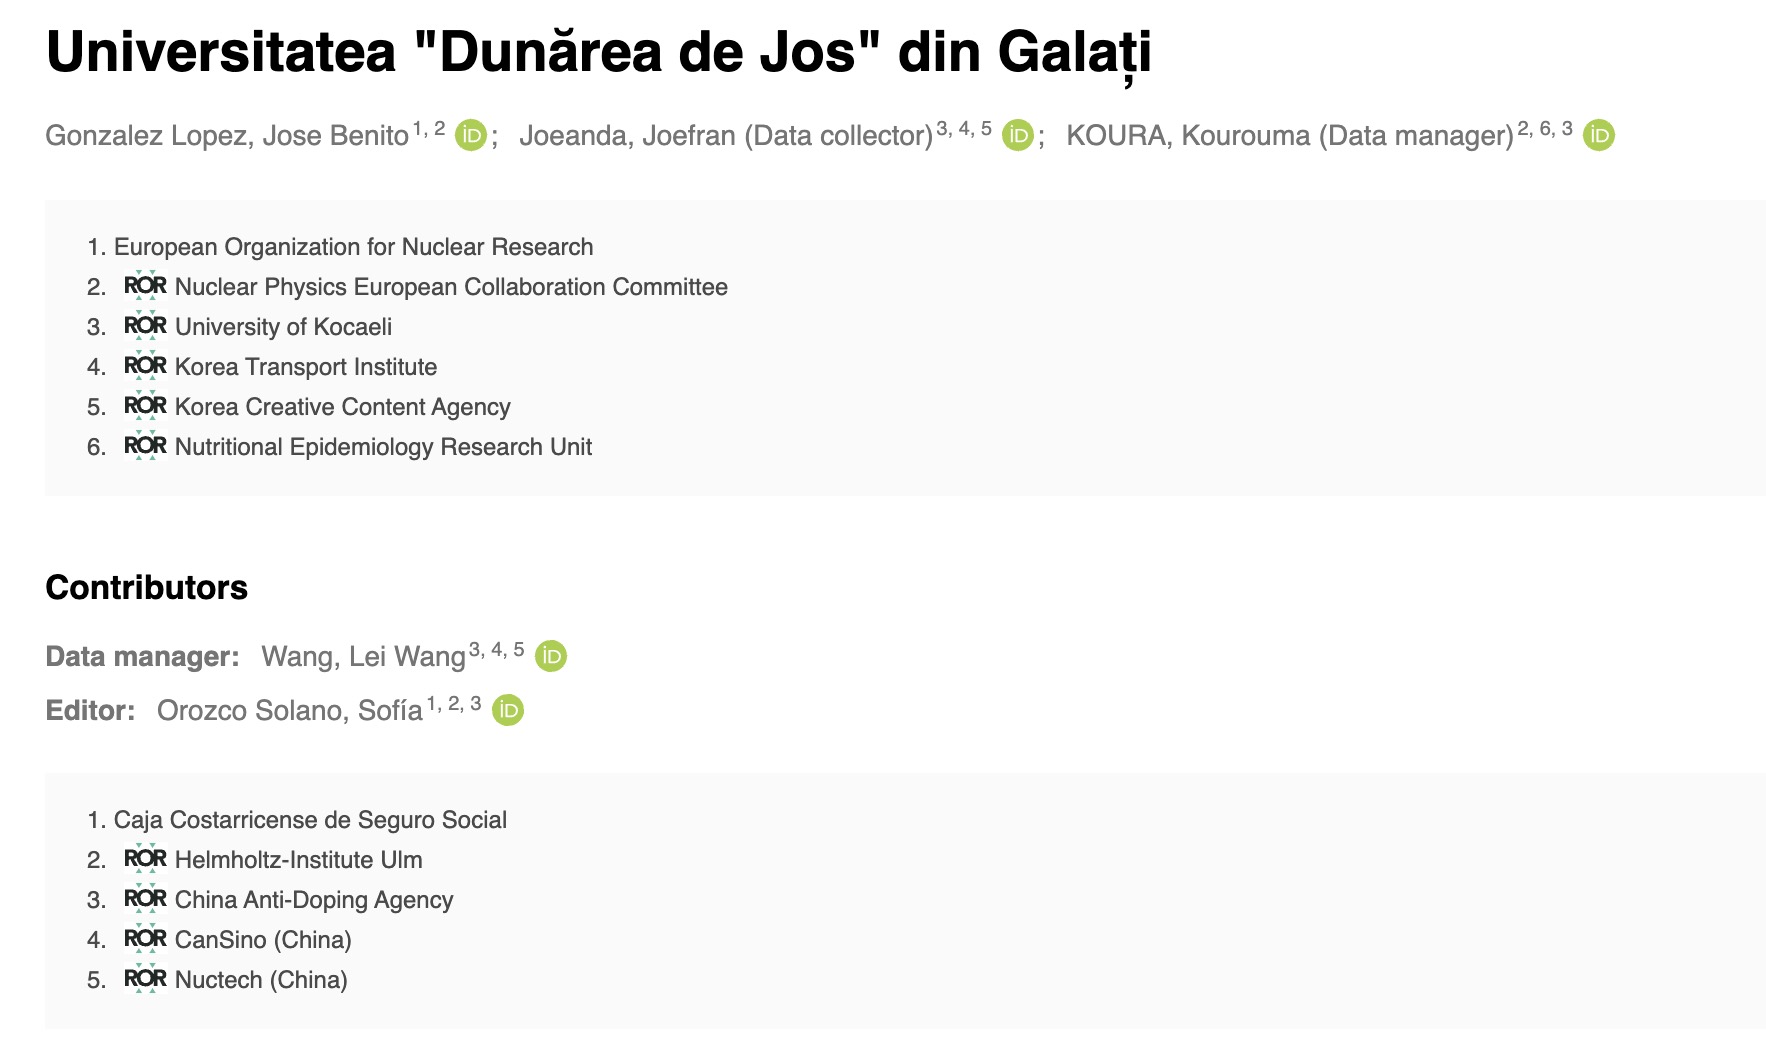 Universitatea "Dunărea de Jos" din Galați
Gonzalez Lopez, Jose Benito 1, 2 iD; Joeanda, Joefran (Data collector) 3, 4, 5 iD; KOURA, Kourouma (Data manager) 2, 6, 3 iD
1. European Organization for Nuclear Research
2. ROR Nuclear Physics European Collaboration Committee
3. ROR University of Kocaeli
4. ROR Korea Transport Institute
5. ROR Korea Creative Content Agency
6. ROR Nutritional Epidemiology Research Unit
Contributors
Data manager: Wang, Lei Wang 3, 4, 5 iD
Editor: Orozco Solano, Sofía 1, 2, 3 iD
1. Caja Costarricense de Seguro Social
2. ROR Helmholtz-Institute Ulm
3. ROR China Anti-Doping Agency
4. ROR CanSino (China)
5. ROR Nuctech (China)